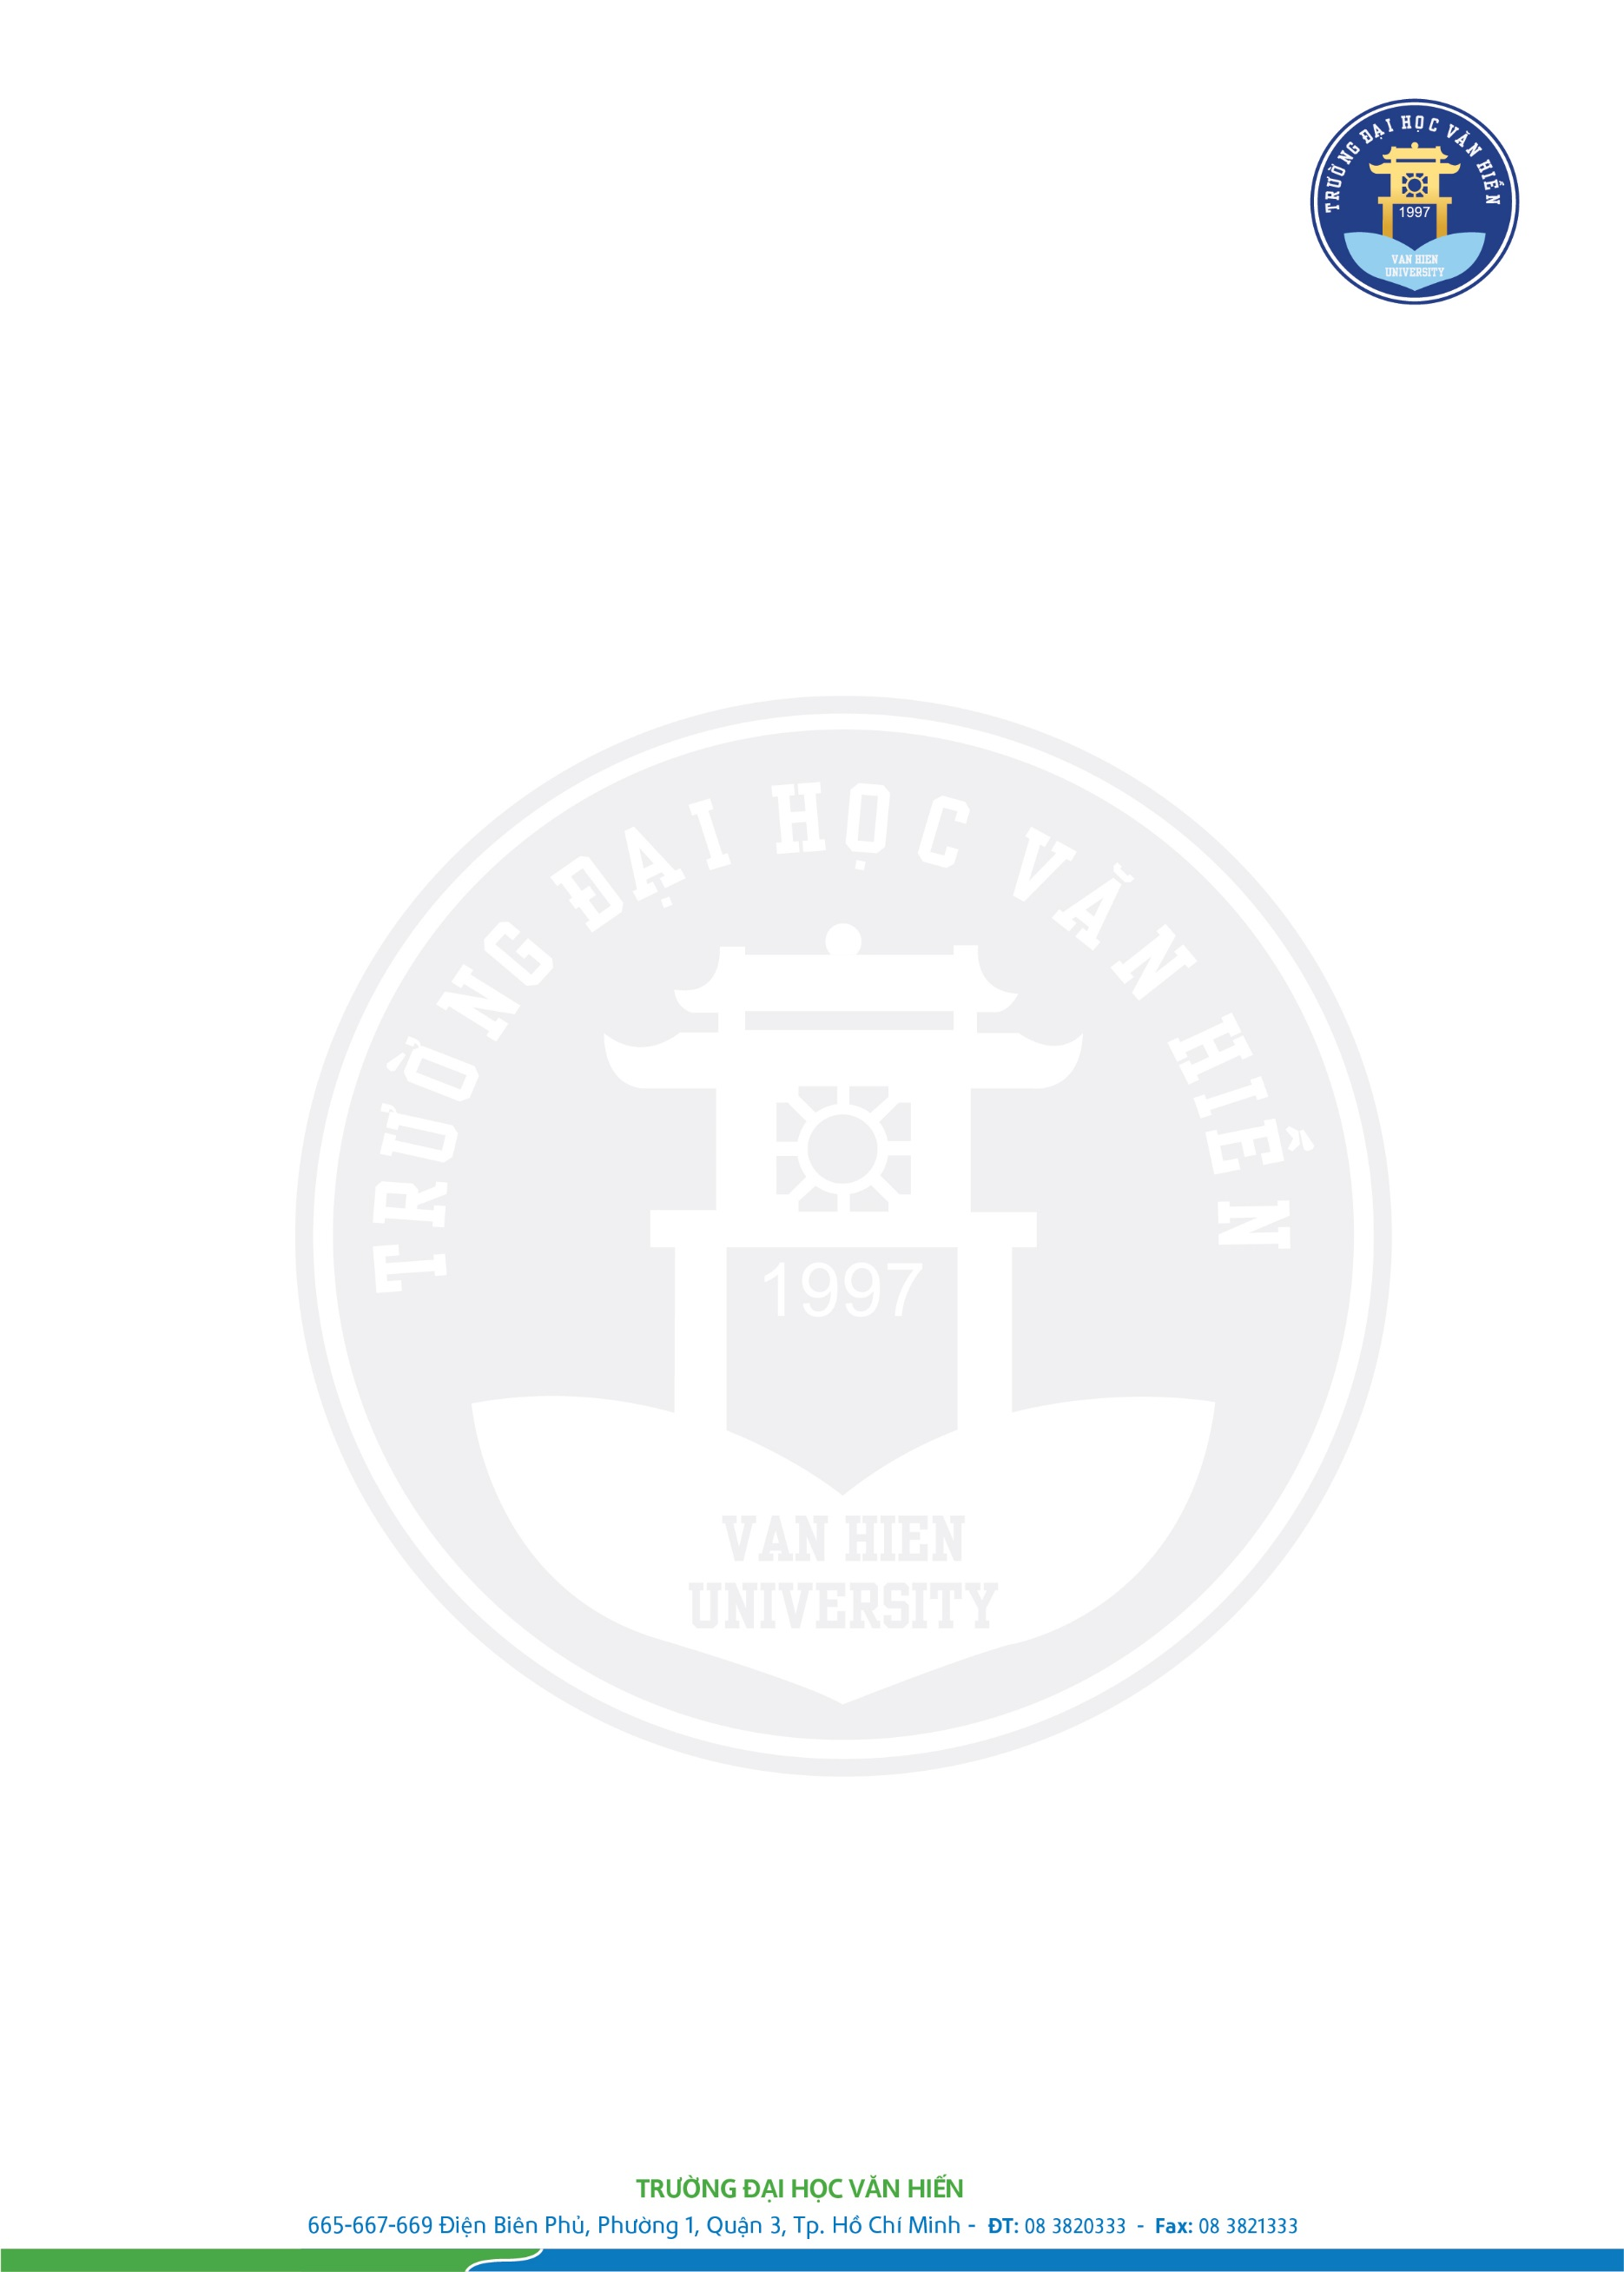 TRƯỜNG ĐẠI HỌC VĂN HIẾN
1997
VAN HIEN
UNIVERSITY
TRƯỜNG ĐẠI HỌC VĂN HIẾN
1997
VAN HIEN
UNIVERSITY
TRƯỜNG ĐẠI HỌC VĂN HIẾN
665-667-669 Điện Biên Phủ, Phường 1, Quận 3, Tp. Hồ Chí Minh - ĐT: 08 3820333 - Fax: 08 3821333